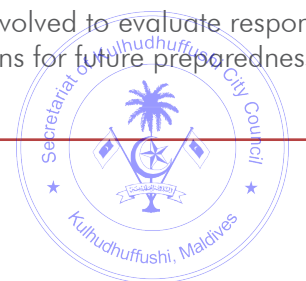 volved to evaluate respon
ns for future preparednes
Secretariat of Kulhudhuffushi City Council
Kulhudhuffushi, Maldives